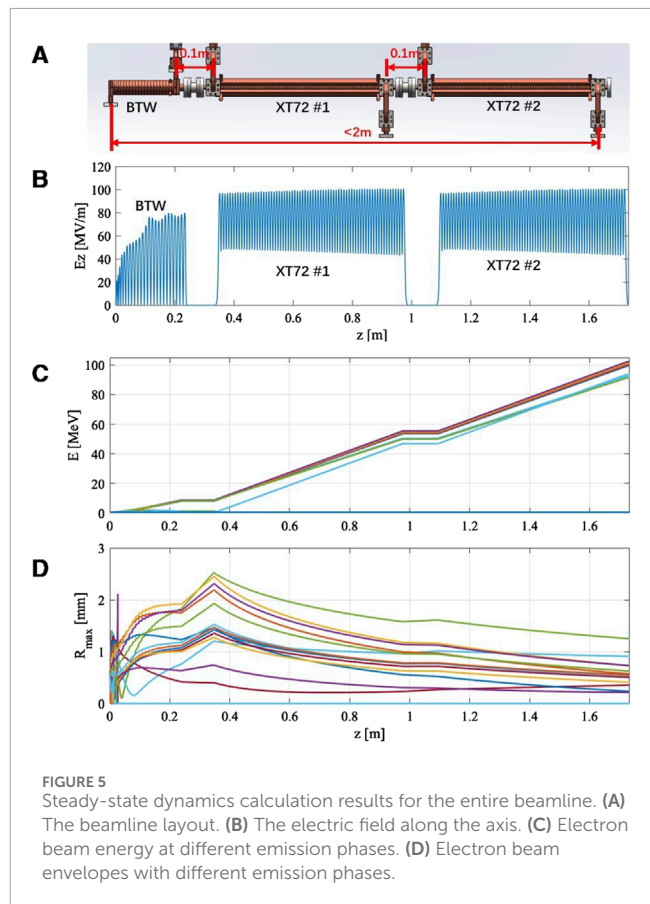 A
0.1m
0.1m
BTW
XT72 #1
XT72 #2
<2m
B
Ez [MV/m]
120
100
80
60
40
20
0
BTW
XT72 #1
XT72 #2
0 0.2 0.4 0.6 0.8 1 1.2 1.4 1.6
z [m]
C
E [MeV]
100
80
60
40
20
0
0 0.2 0.4 0.6 0.8 1 1.2 1.4 1.6
D
R_max [mm]
3
2
1
0
0 0.2 0.4 0.6 0.8 1 1.2 1.4 1.6
z [m]
FIGURE 5
Steady-state dynamics calculation results for the entire beamline. (A)
The beamline layout. (B) The electric field along the axis. (C) Electron
beam energy at different emission phases. (D) Electron beam
envelopes with different emission phases.